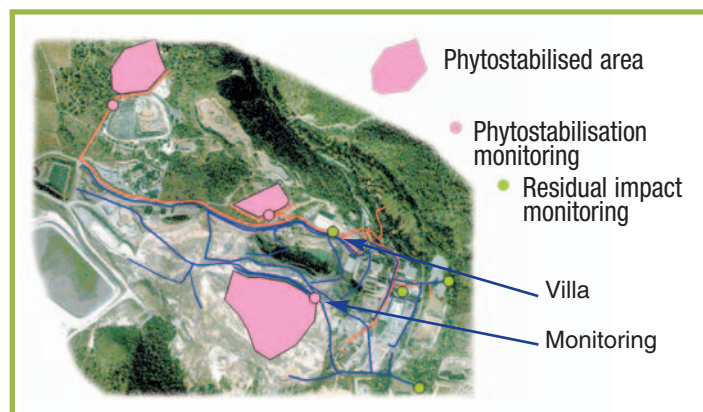 Phytostabilised area
Phytostabilisation
monitoring
Residual impact
monitoring
Villa
Monitoring